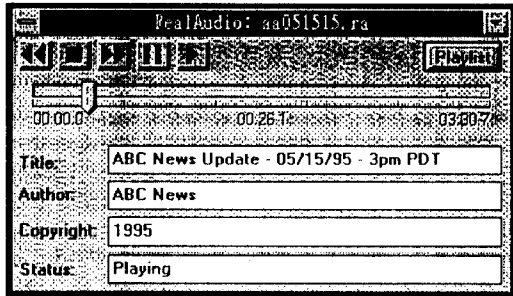 RealAudio: aa051515.ra
Playlist
00:00.0 00:26.1 03:00.7
Title: ABC News Update - 05/15/95 - 3pm PDT
Author: ABC News
Copyright: 1995
Status: Playing